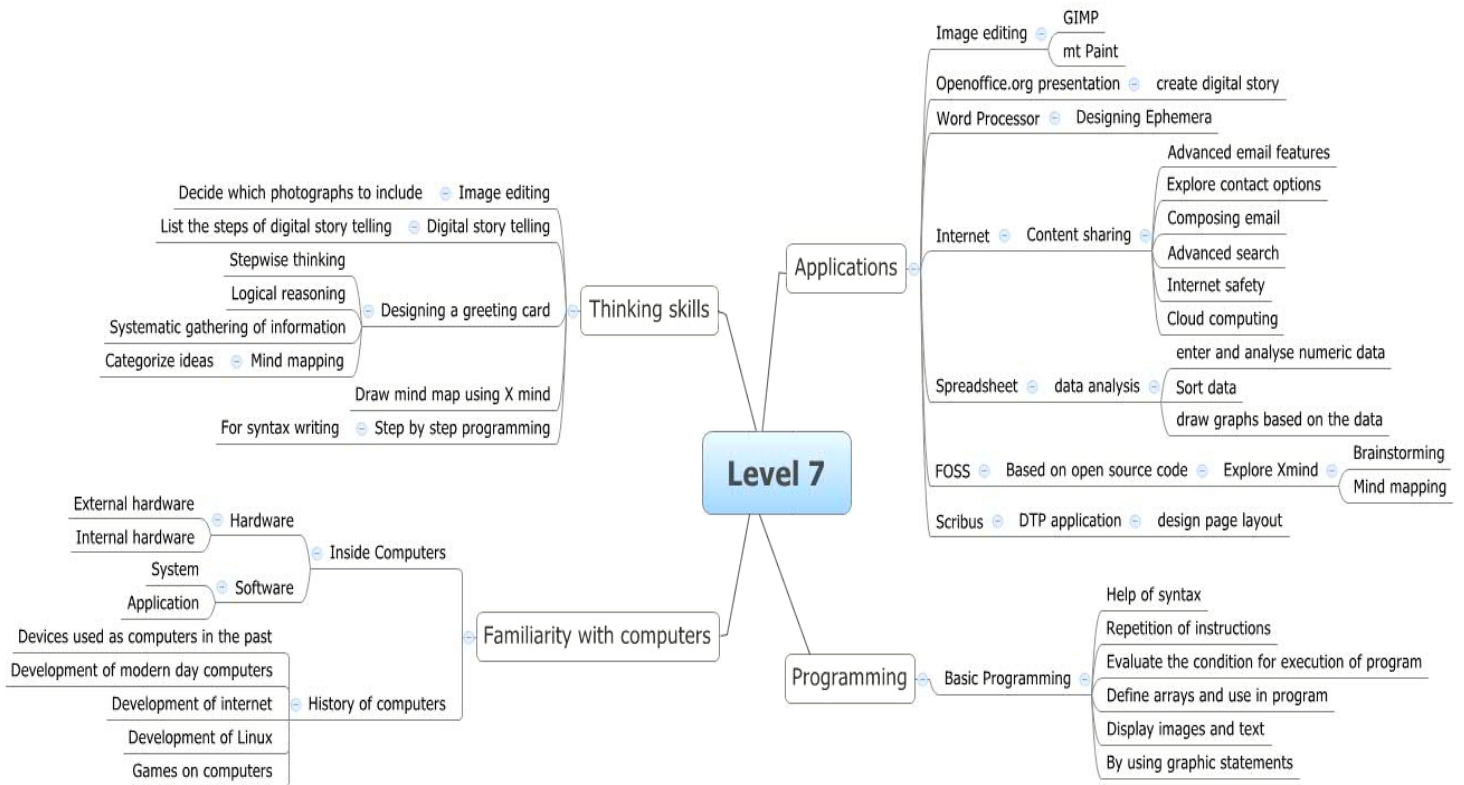 Level 7
Applications
Image editing
GIMP
mt Paint
Openoffice.org presentation
create digital story
Word Processor
Designing Ephemera
Internet
Content sharing
Advanced email features
Explore contact options
Composing email
Advanced search
Internet safety
Cloud computing
Spreadsheet
data analysis
enter and analyse numeric data
Sort data
draw graphs based on the data
FOSS
Based on open source code
Explore Xmind
Brainstorming
Mind mapping
Scribus
DTP application
design page layout
Programming
Basic Programming
Help of syntax
Repetition of instructions
Evaluate the condition for execution of program
Define arrays and use in program
Display images and text
By using graphic statements
Thinking skills
Image editing
Decide which photographs to include
Digital story telling
List the steps of digital story telling
Designing a greeting card
Stepwise thinking
Logical reasoning
Systematic gathering of information
Mind mapping
Categorize ideas
Draw mind map using X mind
Step by step programming
For syntax writing
Familiarity with computers
Inside Computers
Hardware
External hardware
Internal hardware
Software
System
Application
History of computers
Devices used as computers in the past
Development of modern day computers
Development of internet
Development of Linux
Games on computers